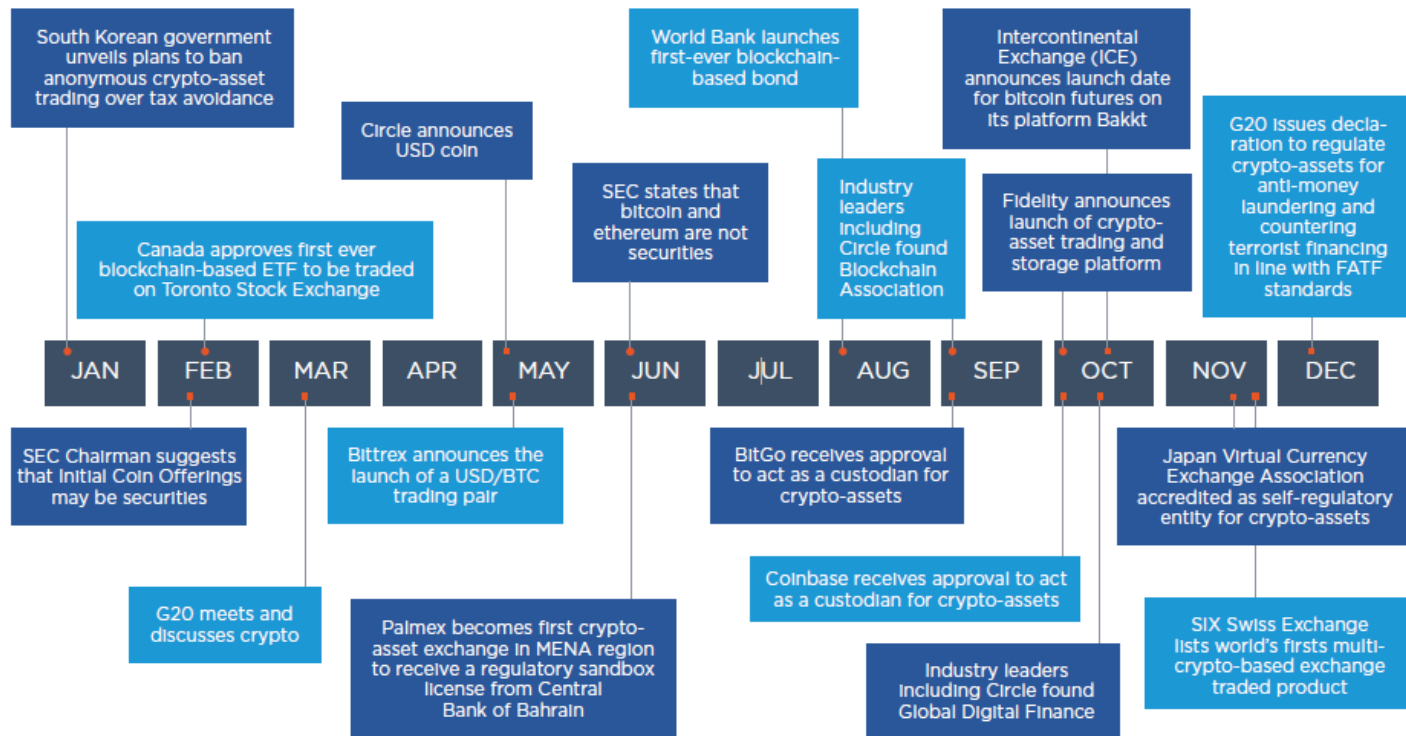 South Korean government
unveils plans to ban
anonymous crypto-asset
trading over tax avoidance
Canada approves first ever
blockchain-based ETF to be traded
on Toronto Stock Exchange
Circle announces
USD coin
SEC states that
bitcoin and
ethereum are not
securities
World Bank launches
first-ever blockchain-
based bond
Industry
leaders
including
Circle found
Blockchain
Association
Intercontinental
Exchange (ICE)
announces launch date
for bitcoin futures on
its platform Bakkt
Fidelity announces
launch of crypto-
asset trading and
storage platform
G20 issues decla-
ration to regulate
crypto-assets for
anti-money
laundering and
countering
terrorist financing
in line with FATF
standards
JAN
FEB
MAR
APR
MAY
JUN
JUL
AUG
SEP
OCT
NOV
DEC
SEC Chairman suggests
that Initial Coin Offerings
may be securities
G20 meets and
discusses crypto
Bittrex announces the
launch of a USD/BTC
trading pair
Palmex becomes first crypto-
asset exchange in MENA region
to receive a regulatory sandbox
license from Central
Bank of Bahrain
BitGo receives approval
to act as a custodian for
crypto-assets
Coinbase receives approval to act
as a custodian for crypto-assets
Industry leaders
including Circle found
Global Digital Finance
Japan Virtual Currency
Exchange Association
accredited as self-regulatory
entity for crypto-assets
SIX Swiss Exchange
lists world's firsts multi-
crypto-based exchange
traded product